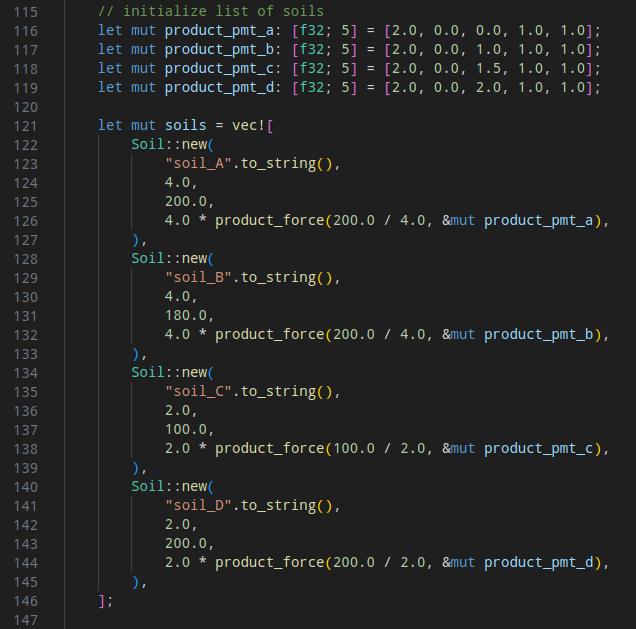 115 // initialize list of soils
116 let mut product_pmt_a: [f32; 5] = [2.0, 0.0, 0.0, 1.0, 1.0];
117 let mut product_pmt_b: [f32; 5] = [2.0, 0.0, 1.0, 1.0, 1.0];
118 let mut product_pmt_c: [f32; 5] = [2.0, 0.0, 1.5, 1.0, 1.0];
119 let mut product_pmt_d: [f32; 5] = [2.0, 0.0, 2.0, 1.0, 1.0];
120
121 let mut soils = vec![
122 Soil::new(
123 "soil_A".to_string(),
124 4.0,
125 200.0,
126 4.0 * product_force(200.0 / 4.0, &mut product_pmt_a),
127 ),
128 Soil::new(
129 "soil_B".to_string(),
130 4.0,
131 180.0,
132 4.0 * product_force(200.0 / 4.0, &mut product_pmt_b),
133 ),
134 Soil::new(
135 "soil_C".to_string(),
136 2.0,
137 100.0,
138 2.0 * product_force(100.0 / 2.0, &mut product_pmt_c),
139 ),
140 Soil::new(
141 "soil_D".to_string(),
142 2.0,
143 200.0,
144 2.0 * product_force(200.0 / 2.0, &mut product_pmt_d),
145 ),
146 ];
147